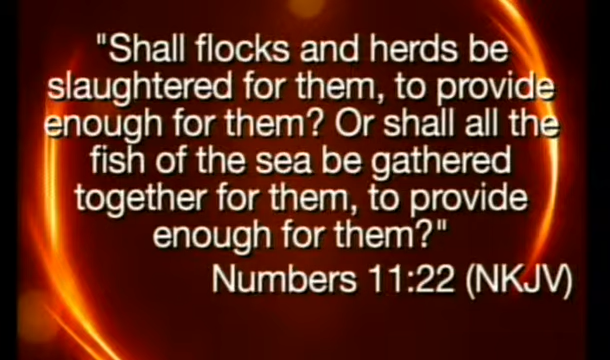 "Shall flocks and herds be
slaughtered for them, to provide
enough for them? Or shall all the
fish of the sea be gathered
together for them, to provide
enough for them?"
Numbers 11:22 (NKJV)